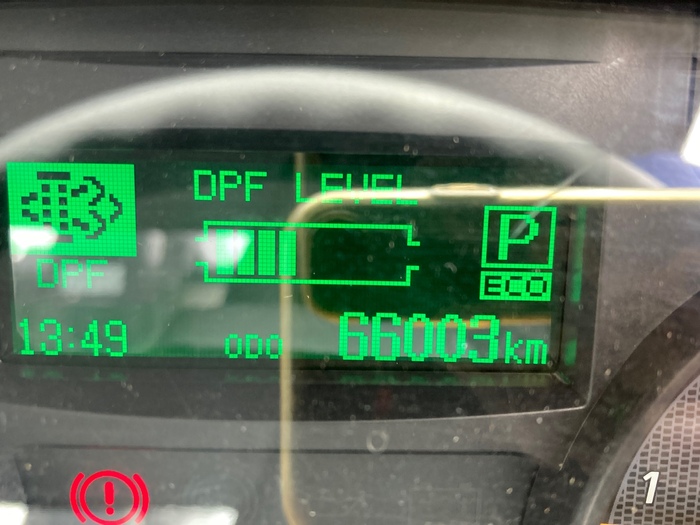 DPF LEVEL
DPF
P
ECO
13:49 ODO 66003km
!
1